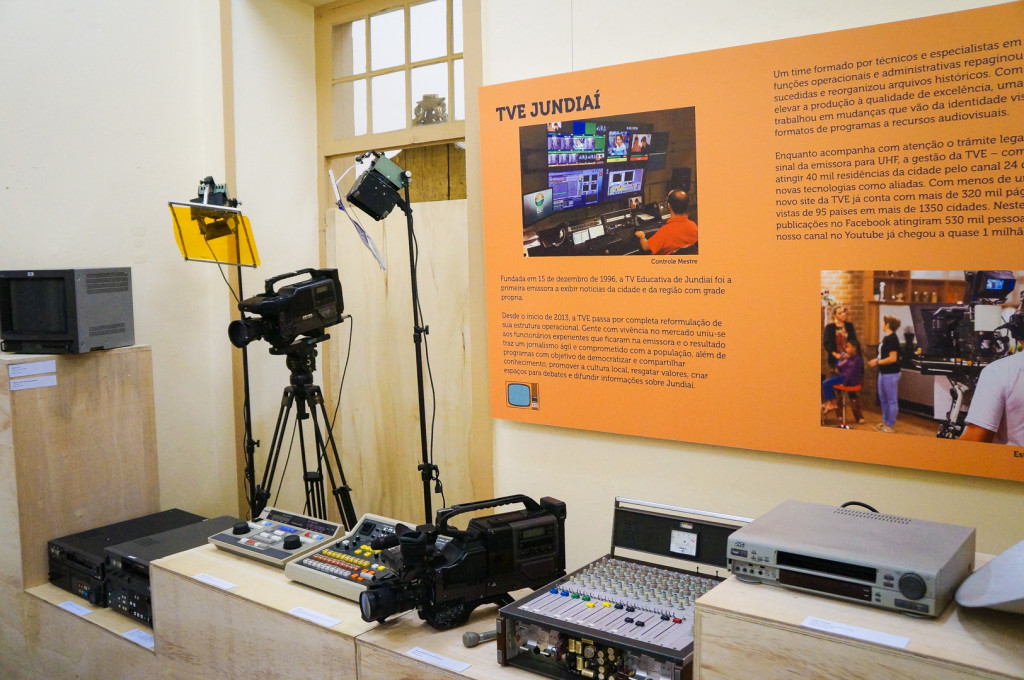 TVE JUNDIAÍ
Controle Mestre
Fundada em 15 de dezembro de 1996, a TV Educativa de Jundiaí foi a
primeira emissora a exibir notícias da cidade e da região com grade
própria.
Desde o início de 2013, a TVE passa por completa reformulação de
sua estrutura operacional. Gente com vivência no mercado uniu-se
aos funcionários experientes que ficaram na emissora e o resultado
traz um jornalismo ágil e comprometido com a população, além de
programas com objetivo de democratizar e compartilhar
conhecimento, promover a cultura local, resgatar valores, criar
espaços para debates e difundir informações sobre Jundiaí.
Um time formado por técnicos e especialistas em
funções operacionais e administrativas repaginou
sucedidas e reorganizou arquivos históricos. Com
elevar a produção à qualidade de excelência, uma
trabalhou em mudanças que vão da identidade vis
formatos de programas a recursos audiovisuais.
Enquanto acompanha com atenção o trâmite lega
sinal da emissora para UHF, a gestão da TVE – com
atingir 40 mil residências da cidade pelo canal 24 d
novas tecnologias como aliadas. Com menos de u
novo site da TVE já conta com mais de 320 mil pág
vistas de 95 países em mais de 1350 cidades. Neste
publicações no Facebook atingiram 530 mil pessoa
nosso canal no Youtube já chegou a quase 1 milhã
Es